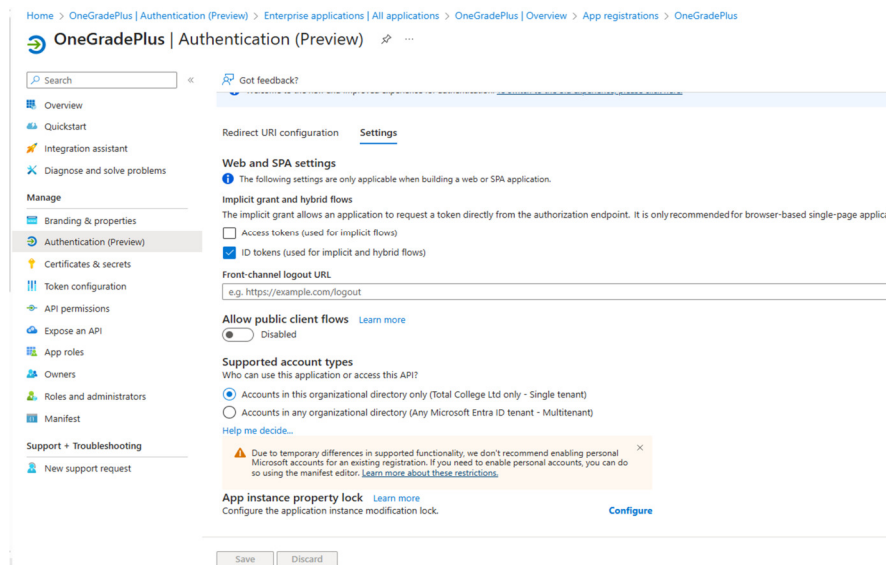 Home > OneGradePlus | Authentication (Preview) > Enterprise applications | All applications > OneGradePlus | Overview > App registrations > OneGradePlus
OneGradePlus | Authentication (Preview)
Search
Got feedback?
Overview
Quickstart
Integration assistant
Diagnose and solve problems
Manage
Branding & properties
Authentication (Preview)
Certificates & secrets
Token configuration
API permissions
Expose an API
App roles
Owners
Roles and administrators
Manifest
Support + Troubleshooting
New support request
Redirect URI configuration Settings
Web and SPA settings
The following settings are only applicable when building a web or SPA application.
Implicit grant and hybrid flows
The implicit grant allows an application to request a token directly from the authorization endpoint. It is only recommended for browser-based single-page applica
Access tokens (used for implicit flows)
ID tokens (used for implicit and hybrid flows)
Front-channel logout URL
e.g. https://example.com/logout
Allow public client flows Learn more
Disabled
Supported account types
Who can use this application or access this API?
Accounts in this organizational directory only (Total College Ltd only - Single tenant)
Accounts in any organizational directory (Any Microsoft Entra ID tenant - Multitenant)
Help me decide...
Due to temporary differences in supported functionality, we don't recommend enabling personal
Microsoft accounts for an existing registration. If you need to enable personal accounts, you can do
so using the manifest editor. Learn more about these restrictions.
App instance property lock Learn more
Configure the application instance modification lock. Configure
Save Discard